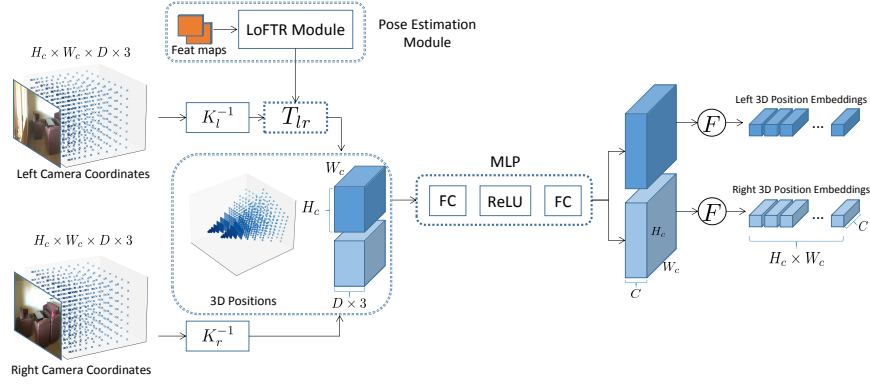 LoFTR Module
Feat maps
Pose Estimation
Module
H_c × W_c × D × 3
K_l^{-1}
T_{lr}
Left Camera Coordinates
W_c
H_c
3D Positions
D × 3
MLP
FC
ReLU
FC
H_c
W_c
C
F
Left 3D Position Embeddings
...
F
Right 3D Position Embeddings
...
C
H_c × W_c
H_c × W_c × D × 3
K_r^{-1}
Right Camera Coordinates